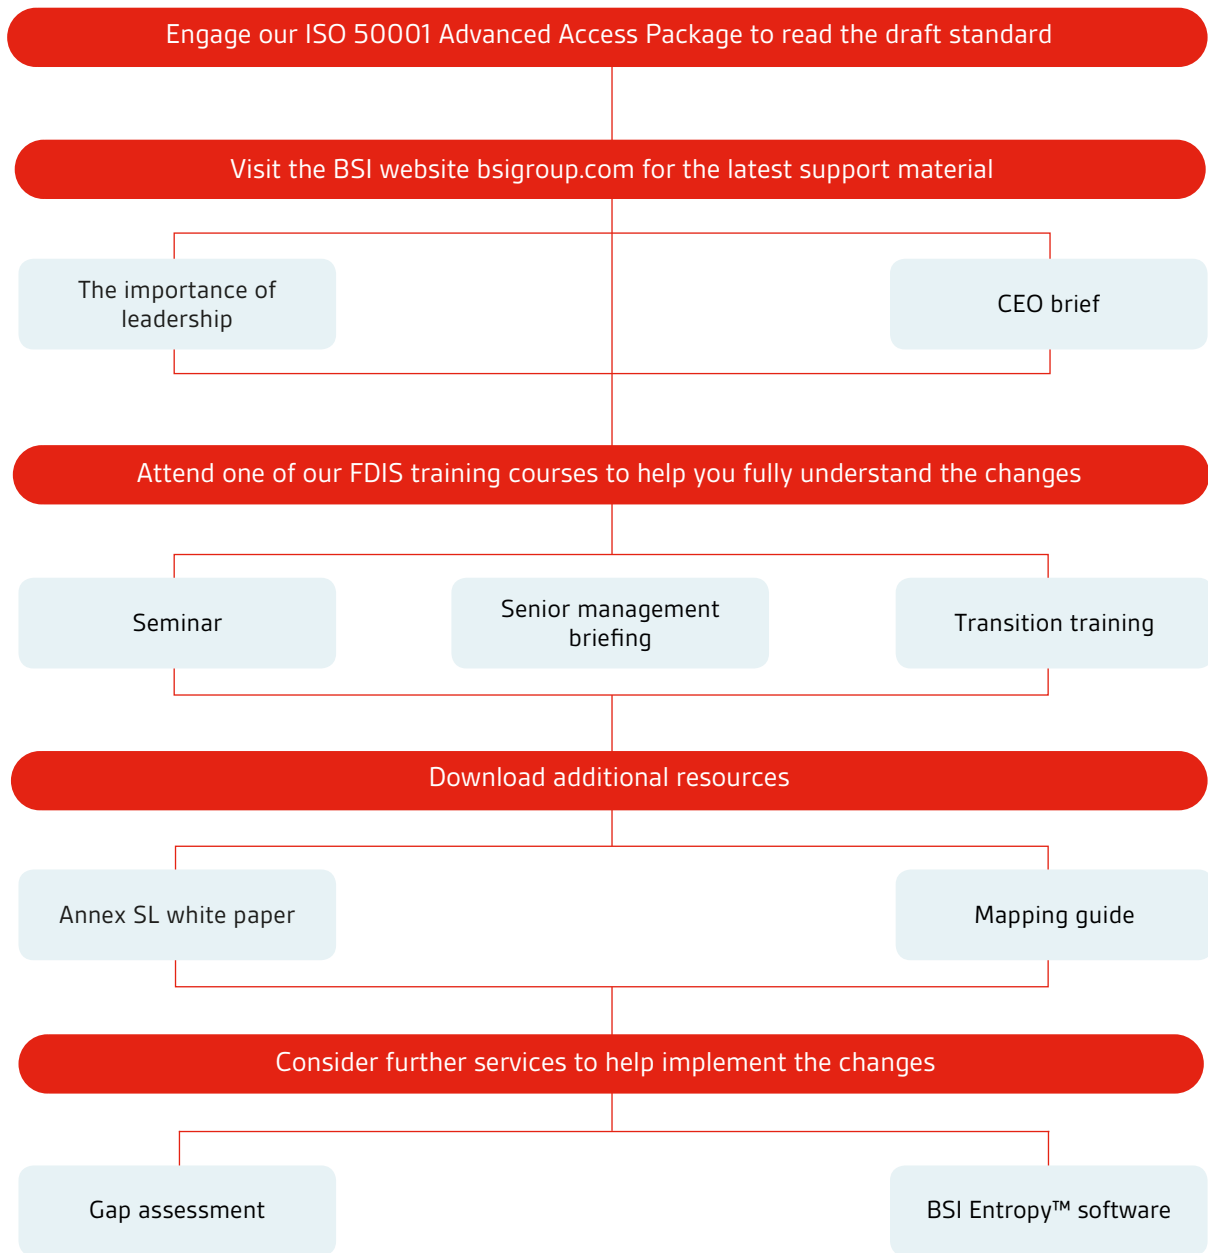 Engage our ISO 50001 Advanced Access Package to read the draft standard
Visit the BSI website bsigroup.com for the latest support material
The importance of
leadership
CEO brief
Attend one of our FDIS training courses to help you fully understand the changes
Seminar
Senior management
briefing
Transition training
Download additional resources
Annex SL white paper
Mapping guide
Consider further services to help implement the changes
Gap assessment
BSI Entropy™ software